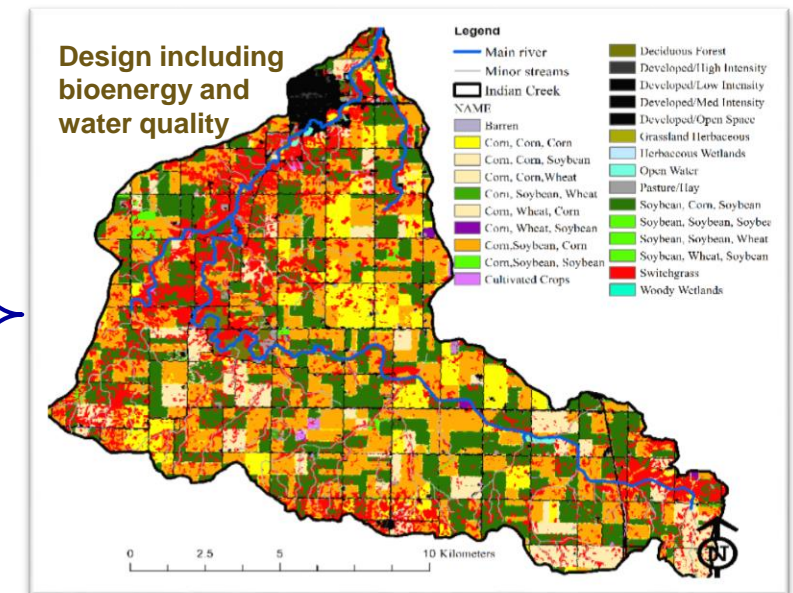 Design including
bioenergy and
water quality
Legend
Main river
Minor streams
Indian Creek
NAME
Barren
Corn, Corn, Corn
Corn, Corn, Soybean
Corn, Corn,Wheat
Corn, Soybean, Wheat
Corn, Wheat, Corn
Corn, Wheat, Soybean
Corn,Soybean, Corn
Corn,Soybean, Soybean
Cultivated Crops
Deciduous Forest
Developed/High Intensity
Developed/Low Intensity
Developed/Med Intensity
Developed/Open Space
Grassland Herbaceous
Herbaceous Wetlands
Open Water
Pasture/Hay
Soybean, Corn, Soybean
Soybean, Soybean, Soybee
Soybean, Soybean, Wheat
Soybean, Wheat, Soybean
Switchgrass
Woody Wetlands
N
0 2.5 5 10 Kilometers